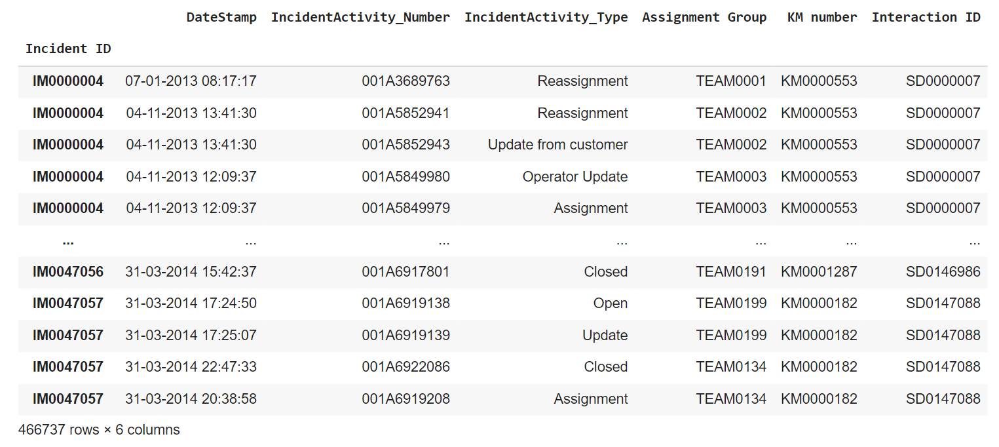 DateStamp IncidentActivity_Number IncidentActivity_Type Assignment Group KM number Interaction ID
Incident ID
IM0000004 07-01-2013 08:17:17 001A3689763 Reassignment TEAM0001 KM0000553 SD0000007
IM0000004 04-11-2013 13:41:30 001A5852941 Reassignment TEAM0002 KM0000553 SD0000007
IM0000004 04-11-2013 13:41:30 001A5852943 Update from customer TEAM0002 KM0000553 SD0000007
IM0000004 04-11-2013 12:09:37 001A5849980 Operator Update TEAM0003 KM0000553 SD0000007
IM0000004 04-11-2013 12:09:37 001A5849979 Assignment TEAM0003 KM0000553 SD0000007
... ... ... ... ... ... ...
IM0047056 31-03-2014 15:42:37 001A6917801 Closed TEAM0191 KM0001287 SD0146986
IM0047057 31-03-2014 17:24:50 001A6919138 Open TEAM0199 KM0000182 SD0147088
IM0047057 31-03-2014 17:25:07 001A6919139 Update TEAM0199 KM0000182 SD0147088
IM0047057 31-03-2014 22:47:33 001A6922086 Closed TEAM0134 KM0000182 SD0147088
IM0047057 31-03-2014 20:38:58 001A6919208 Assignment TEAM0134 KM0000182 SD0147088
466737 rows × 6 columns